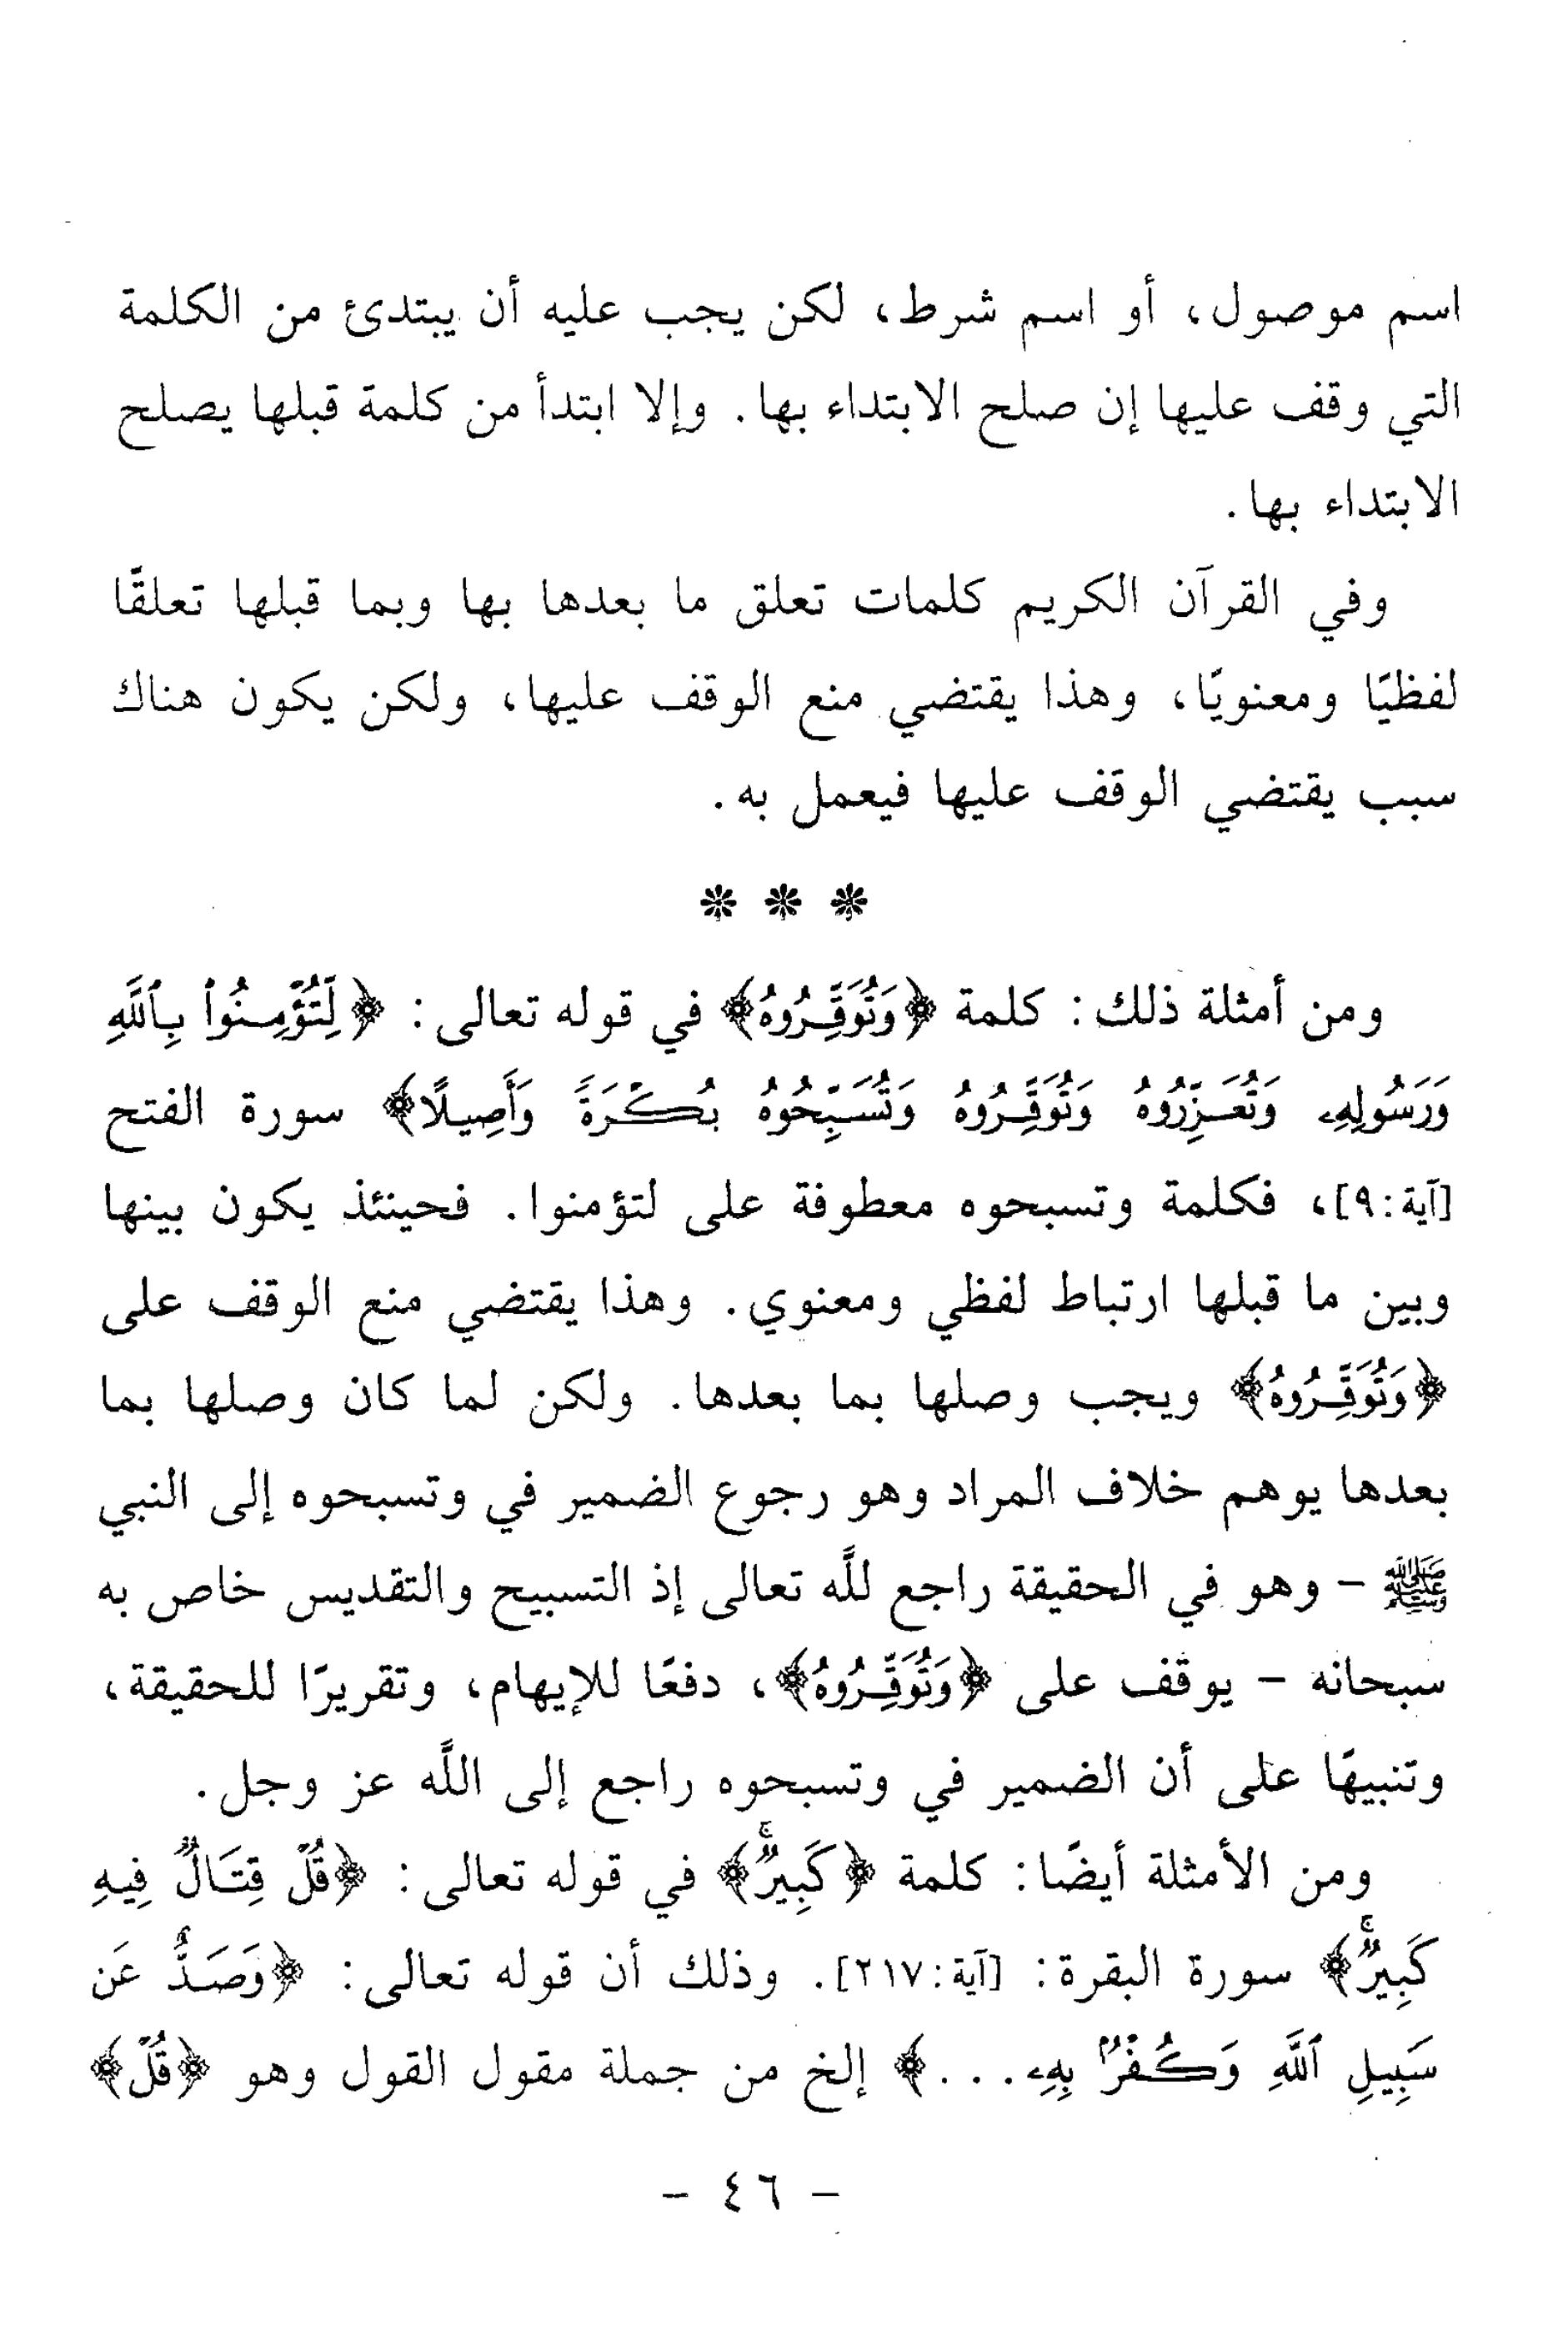 اسم موصول، أو اسم شرط، لكن يجب عليه أن يبتدئ من الكلمة
التي وقف عليها إن صلح الابتداء بها. وإلا ابتدأ من كلمة قبلها يصلح
الابتداء بها.
وفي القرآن الكريم كلمات تعلق ما بعدها بها وبما قبلها تعلقًا
لفظيًا ومعنويًا، وهذا يقتضي منع الوقف عليها، ولكن يكون هناك
سبب يقتضي الوقف عليها فيعمل به.
* * *
ومن أمثلة ذلك: كلمة ﴿وَتُوَقِّرُوهُ﴾ في قوله تعالى: ﴿لِّتُؤْمِنُوا۟ بِٱللَّهِ
وَرَسُولِهِۦ وَتُعَزِّرُوهُ وَتُوَقِّرُوهُ وَتُسَبِّحُوهُ بُكْرَةً وَأَصِيلًا﴾ سورة الفتح
[آية:٩]، فكلمة وتسبحوه معطوفة على لتؤمنوا. فحينئذ يكون بينها
وبين ما قبلها ارتباط لفظي ومعنوي. وهذا يقتضي منع الوقف على
﴿وَتُوَقِّرُوهُ﴾ ويجب وصلها بما بعدها. ولكن لما كان وصلها بما
بعدها يوهم خلاف المراد وهو رجوع الضمير في وتسبحوه إلى النبي
ﷺ - وهو في الحقيقة راجع للَّه تعالى إذ التسبيح والتقديس خاص به
سبحانه - يوقف على ﴿وَتُوَقِّرُوهُ﴾، دفعًا للإيهام، وتقريرًا للحقيقة،
وتنبيهًا على أن الضمير في وتسبحوه راجع إلى اللَّه عز وجل.
ومن الأمثلة أيضًا: كلمة ﴿كَبِيرٌۚ﴾ في قوله تعالى: ﴿قُلْ قِتَالٌ فِيهِ
كَبِيرٌۚ﴾ سورة البقرة: [آية:٢١٧]. وذلك أن قوله تعالى: ﴿وَصَدٌّ عَن
سَبِيلِ ٱللَّهِ وَكُفْرٌۢ بِهِۦ...﴾ إلخ من جملة مقول القول وهو ﴿قُلْ﴾
- ٤٦ -